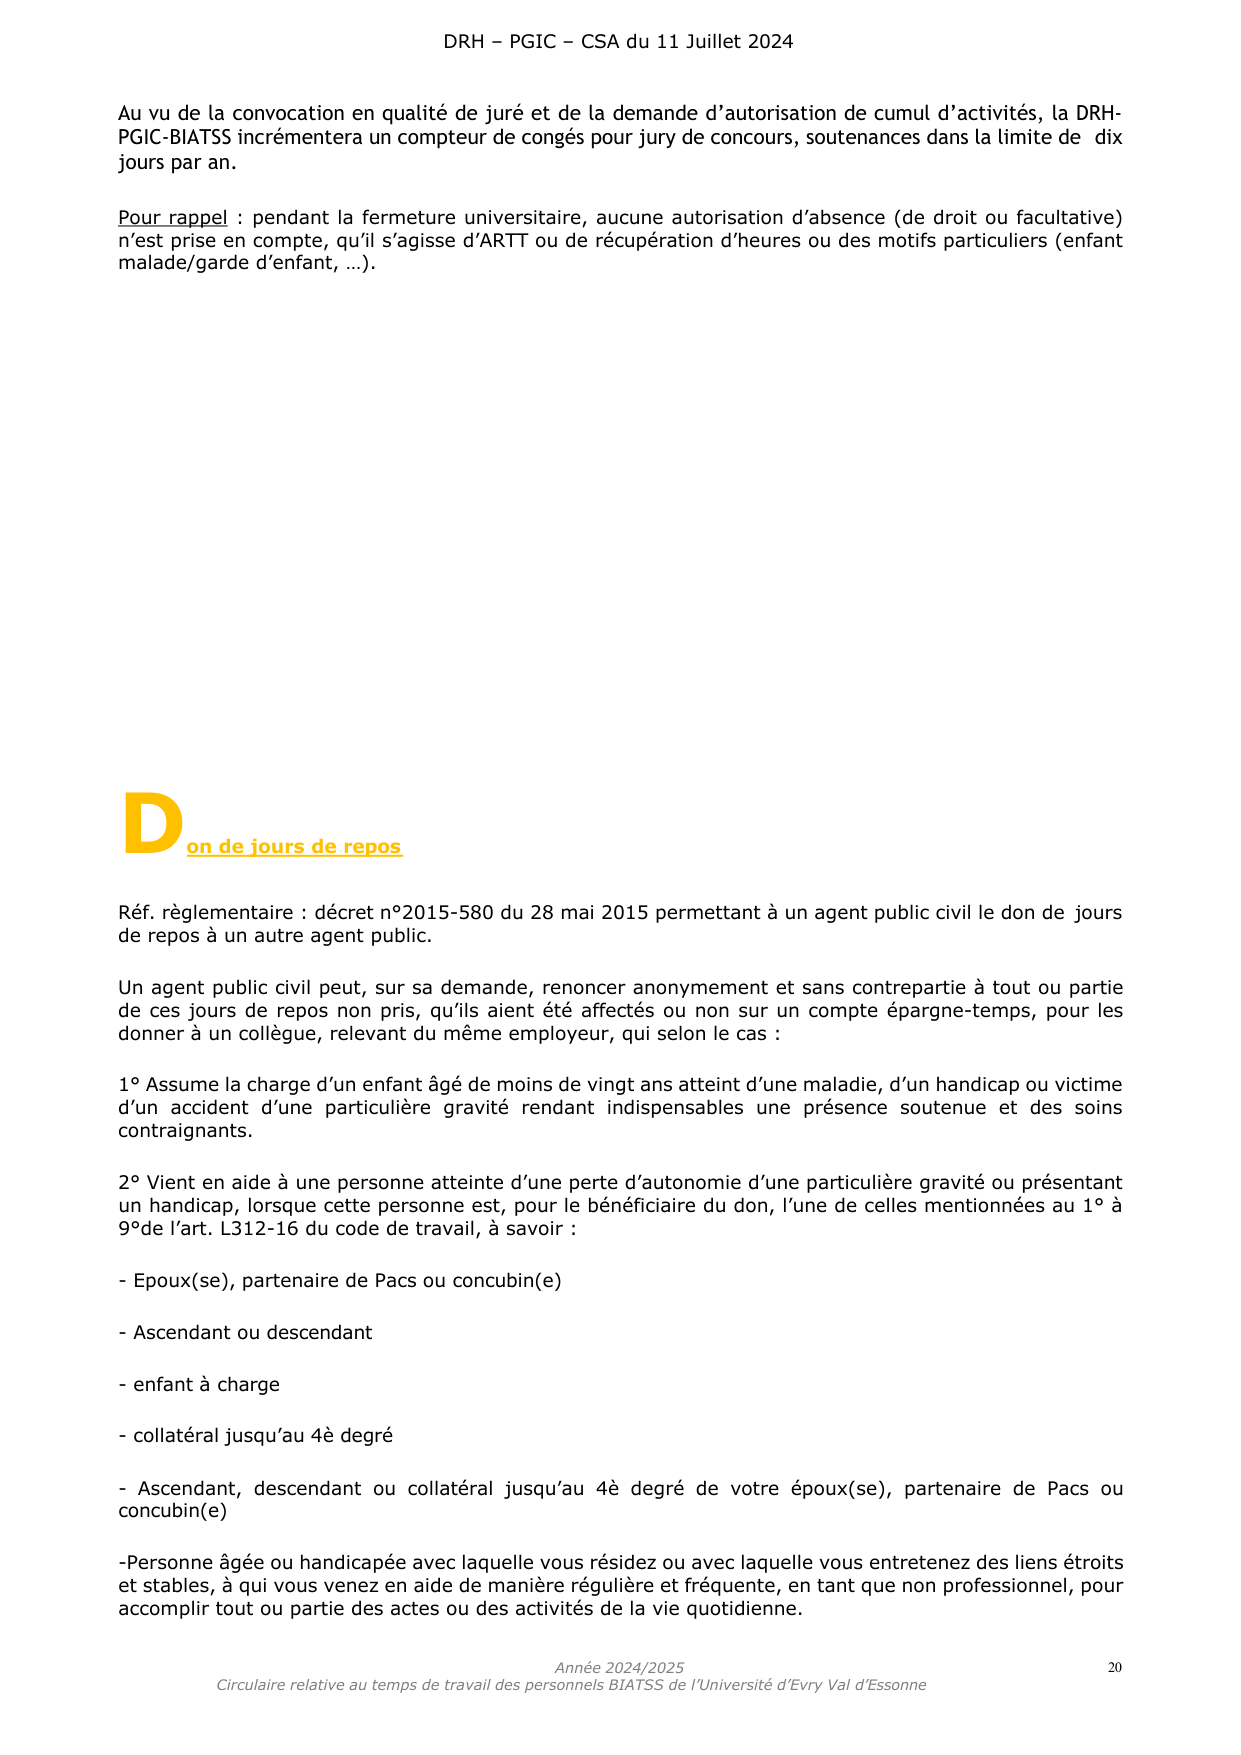 DRH – PGIC – CSA du 11 Juillet 2024
Au vu de la convocation en qualité de juré et de la demande d’autorisation de cumul d’activités, la DRH-
PGIC-BIATSS incrémentera un compteur de congés pour jury de concours, soutenances dans la limite de dix
jours par an.
Pour rappel : pendant la fermeture universitaire, aucune autorisation d’absence (de droit ou facultative)
n’est prise en compte, qu’il s’agisse d’ARTT ou de récupération d’heures ou des motifs particuliers (enfant
malade/garde d’enfant, …).
Don de jours de repos
Réf. règlementaire : décret n°2015-580 du 28 mai 2015 permettant à un agent public civil le don de jours
de repos à un autre agent public.
Un agent public civil peut, sur sa demande, renoncer anonymement et sans contrepartie à tout ou partie
de ces jours de repos non pris, qu’ils aient été affectés ou non sur un compte épargne-temps, pour les
donner à un collègue, relevant du même employeur, qui selon le cas :
1° Assume la charge d’un enfant âgé de moins de vingt ans atteint d’une maladie, d’un handicap ou victime
d’un accident d’une particulière gravité rendant indispensables une présence soutenue et des soins
contraignants.
2° Vient en aide à une personne atteinte d’une perte d’autonomie d’une particulière gravité ou présentant
un handicap, lorsque cette personne est, pour le bénéficiaire du don, l’une de celles mentionnées au 1° à
9°de l’art. L312-16 du code de travail, à savoir :
- Epoux(se), partenaire de Pacs ou concubin(e)
- Ascendant ou descendant
- enfant à charge
- collatéral jusqu’au 4è degré
- Ascendant, descendant ou collatéral jusqu’au 4è degré de votre époux(se), partenaire de Pacs ou
concubin(e)
-Personne âgée ou handicapée avec laquelle vous résidez ou avec laquelle vous entretenez des liens étroits
et stables, à qui vous venez en aide de manière régulière et fréquente, en tant que non professionnel, pour
accomplir tout ou partie des actes ou des activités de la vie quotidienne.
Année 2024/2025
20
Circulaire relative au temps de travail des personnels BIATSS de l’Université d’Evry Val d’Essonne